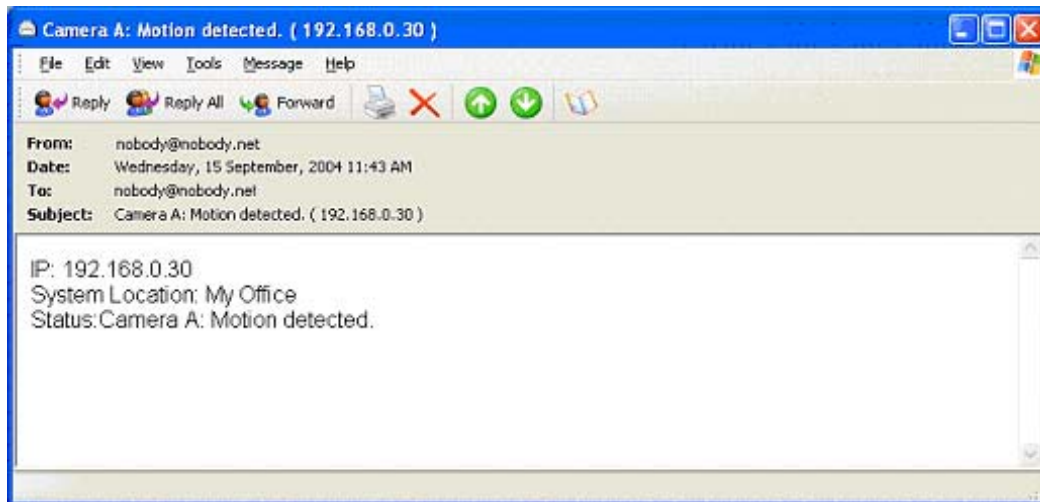 Camera A: Motion detected. ( 192.168.0.30 )
File Edit View Tools Message Help
Reply Reply All Forward
From: nobody@nobody.net
Date: Wednesday, 15 September, 2004 11:43 AM
To: nobody@nobody.net
Subject: Camera A: Motion detected. ( 192.168.0.30 )
IP: 192.168.0.30
System Location: My Office
Status:Camera A: Motion detected.